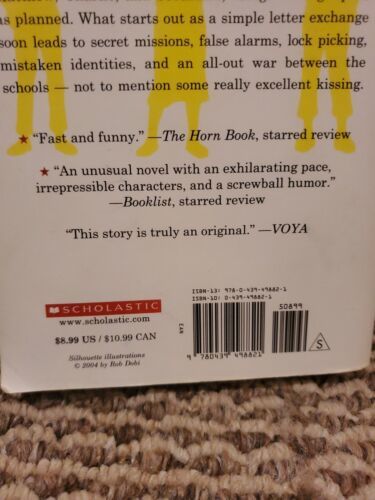 as planned. What starts out as a simple letter exchange
soon leads to secret missions, false alarms, lock picking,
mistaken identities, and an all-out war between the
schools — not to mention some really excellent kissing.
★ “Fast and funny.” —The Horn Book, starred review
★ “An unusual novel with an exhilarating pace,
irrepressible characters, and a screwball humor.”
—Booklist, starred review
“This story is truly an original.” —VOYA
ISBN-13: 978-0-439-49882-1
ISBN-10: 0-439-49882-1
SCHOLASTIC
www.scholastic.com
$8.99 US / $10.99 CAN
Silhouette illustrations
© 2004 by Rob Dobi
EAN
50899
9 780439 498821
S